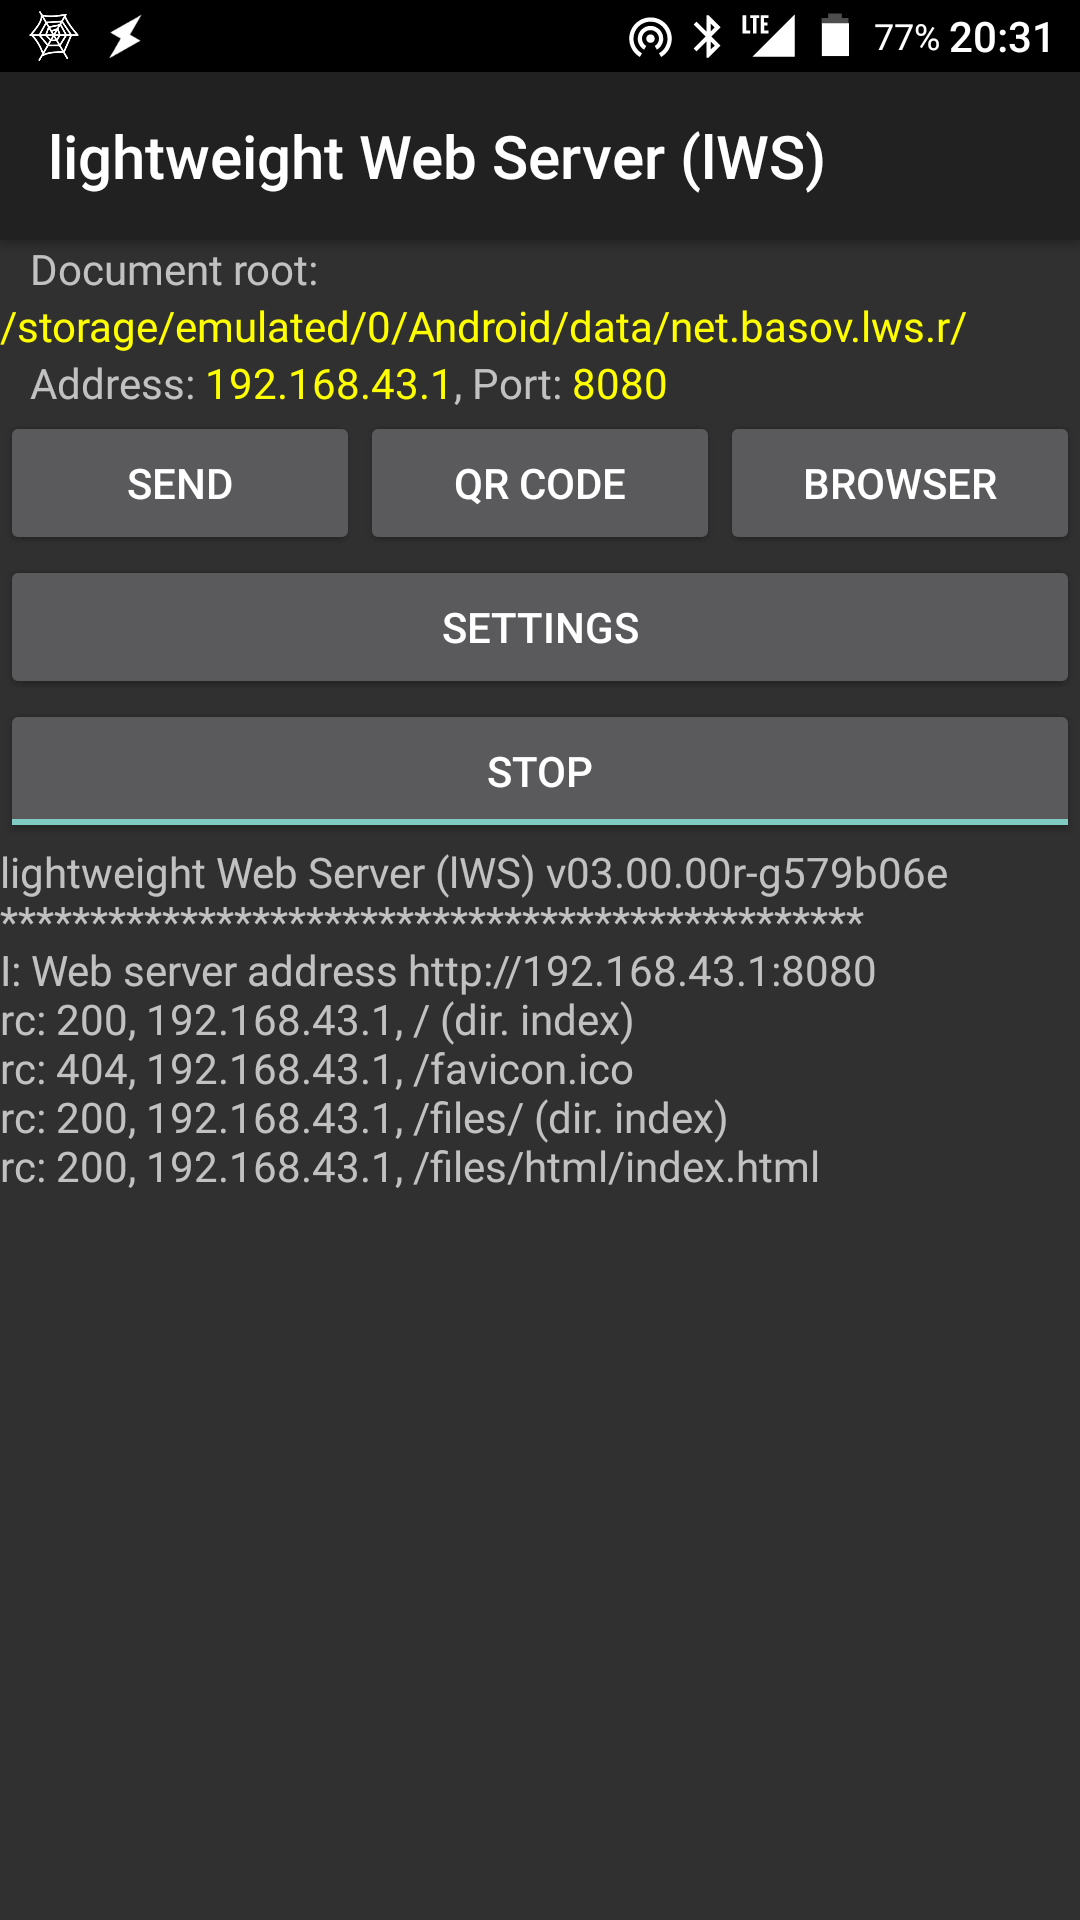 LTE 77% 20:31
lightweight Web Server (lWS)
Document root:
/storage/emulated/0/Android/data/net.basov.lws.r/
Address: 192.168.43.1, Port: 8080
SEND QR CODE BROWSER
SETTINGS
STOP
lightweight Web Server (lWS) v03.00.00r-g579b06e
************************************************
I: Web server address http://192.168.43.1:8080
rc: 200, 192.168.43.1, / (dir. index)
rc: 404, 192.168.43.1, /favicon.ico
rc: 200, 192.168.43.1, /files/ (dir. index)
rc: 200, 192.168.43.1, /files/html/index.html